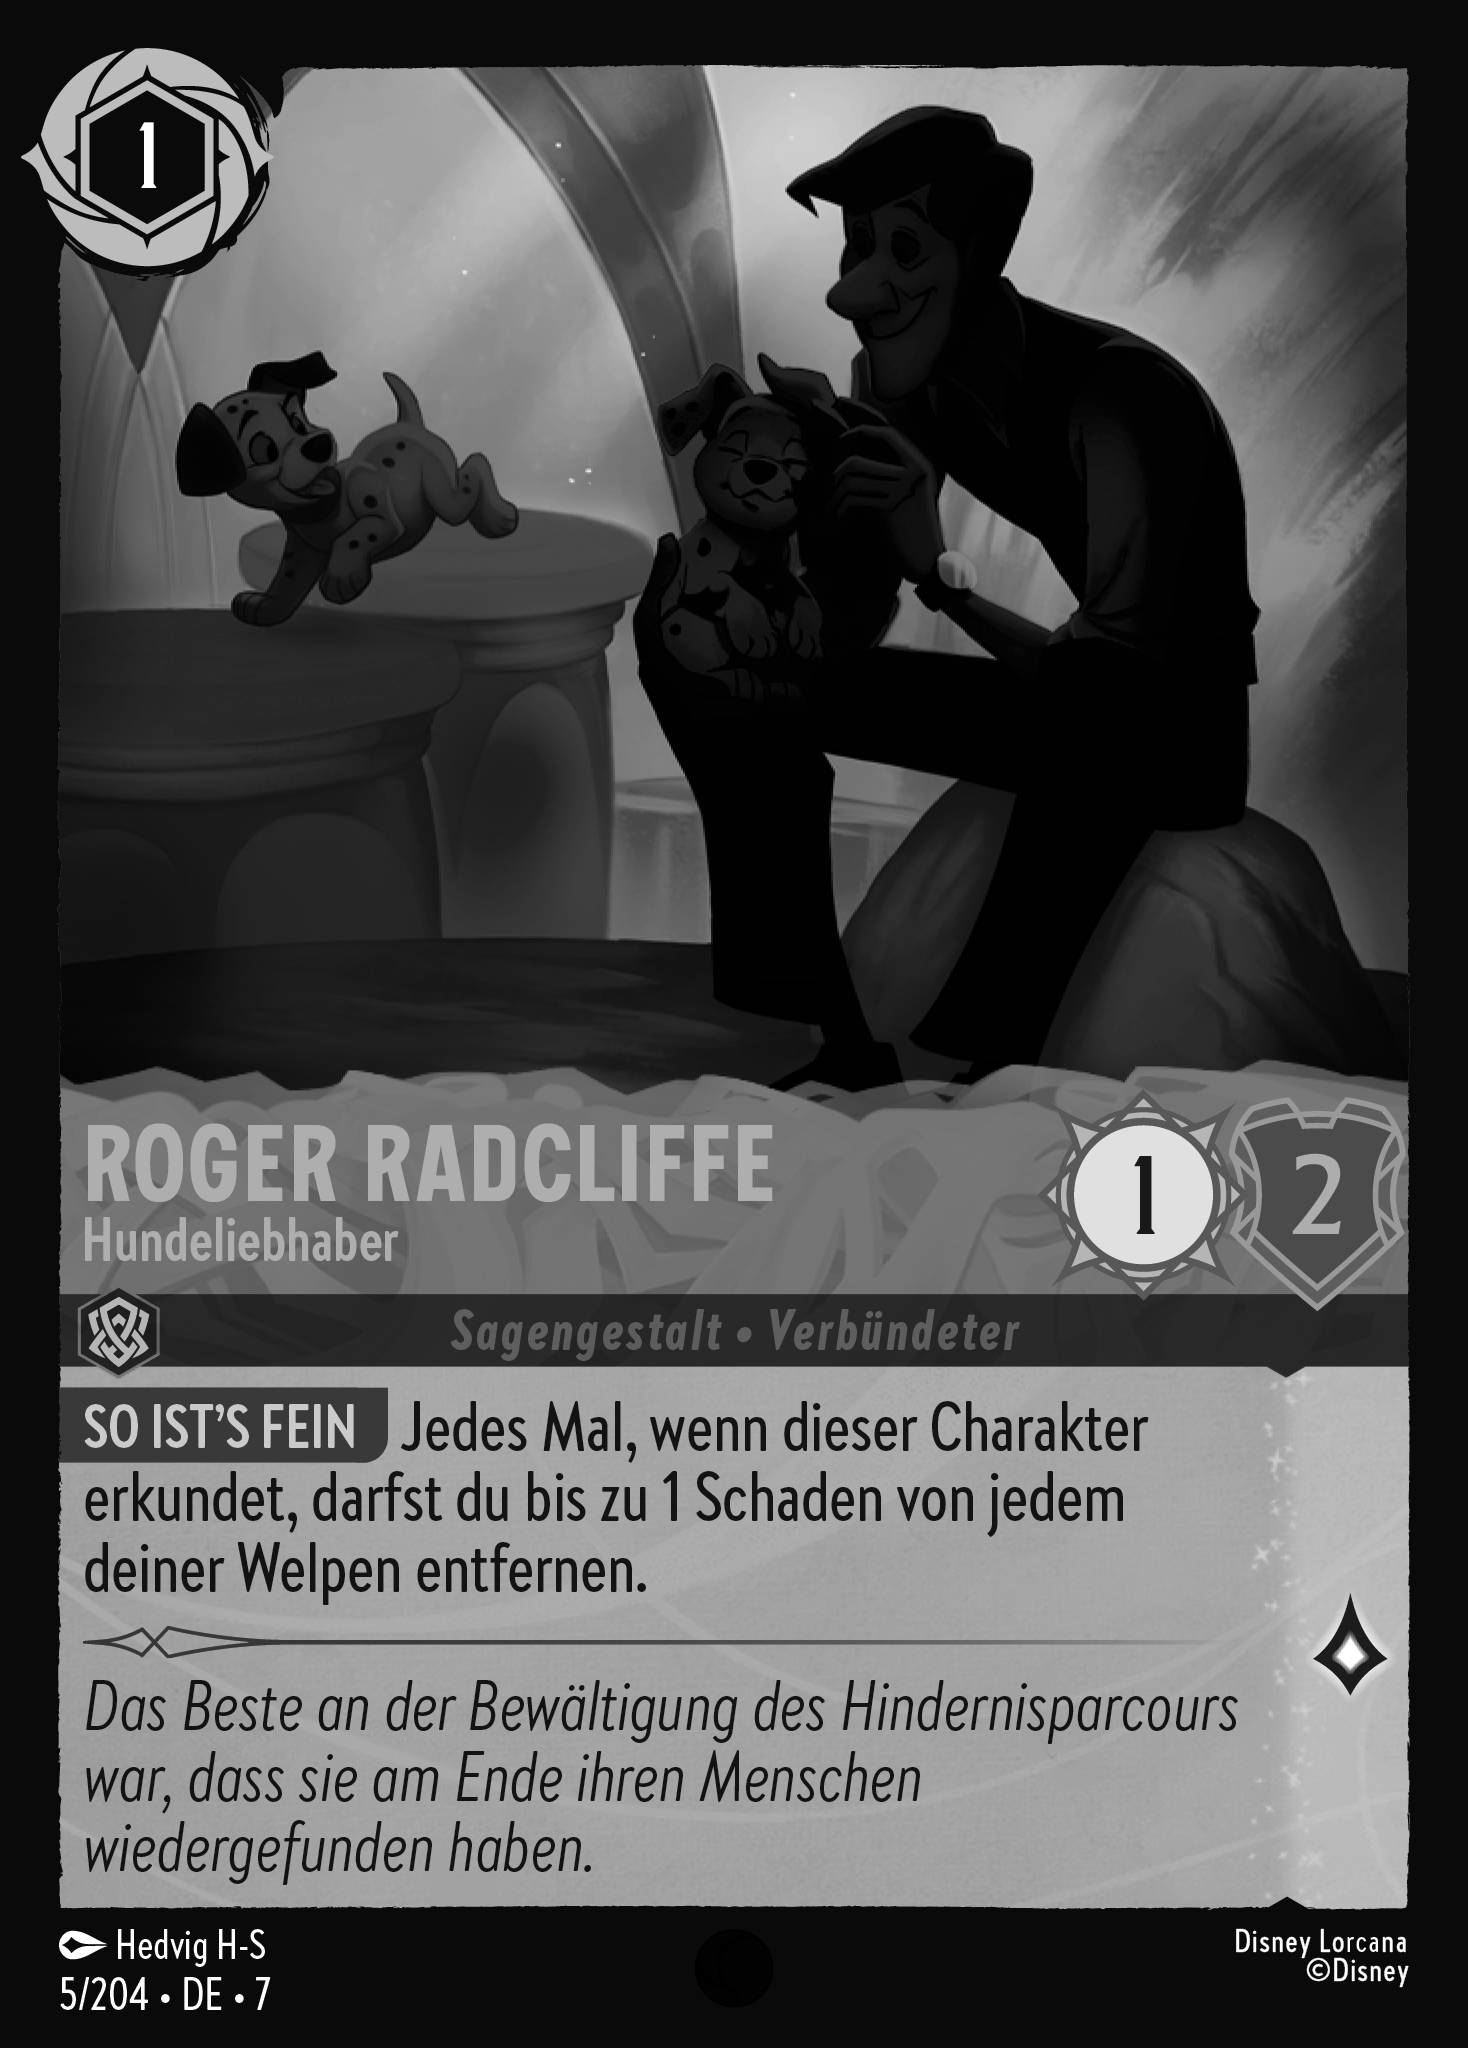 1
ROGER RADCLIFFE
Hundeliebhaber
1
2
Sagengestalt • Verbündeter
SO IST'S FEIN Jedes Mal, wenn dieser Charakter
erkundet, darfst du bis zu 1 Schaden von jedem
deiner Welpen entfernen.
Das Beste an der Bewältigung des Hindernisparcours
war, dass sie am Ende ihren Menschen
wiedergefunden haben.
Hedvig H-S
5/204 • DE • 7
Disney Lorcana
©Disney